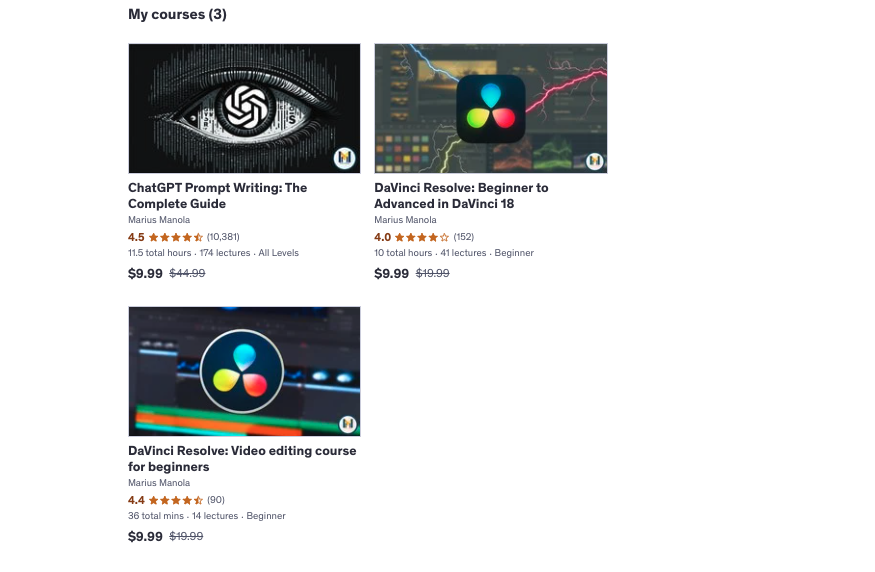 My courses (3)
ChatGPT Prompt Writing: The
Complete Guide
Marius Manola
4.5 (10,381)
11.5 total hours · 174 lectures · All Levels
$9.99 $44.99
DaVinci Resolve: Beginner to
Advanced in DaVinci 18
Marius Manola
4.0 (152)
10 total hours · 41 lectures · Beginner
$9.99 $19.99
DaVinci Resolve: Video editing course
for beginners
Marius Manola
4.4 (90)
36 total mins · 14 lectures · Beginner
$9.99 $19.99